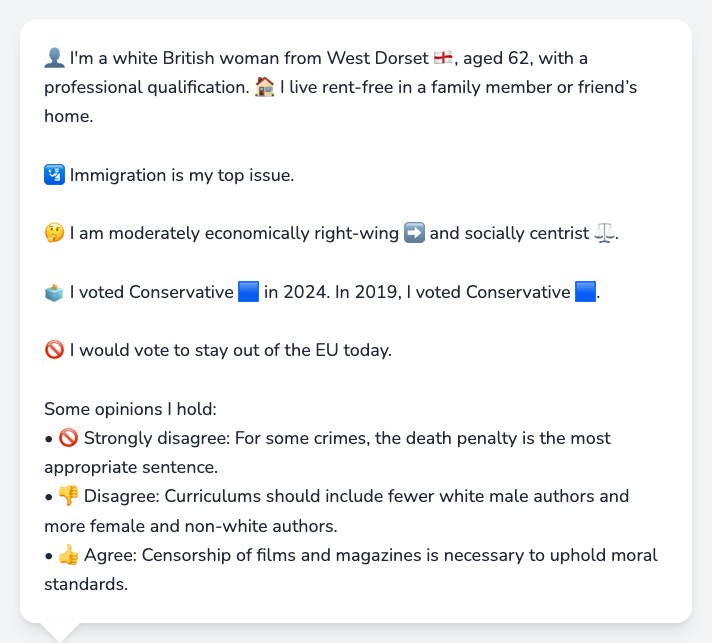 👤 I'm a white British woman from West Dorset 🏴󠁧󠁢󠁥󠁮󠁧󠁿, aged 62, with a
professional qualification. 🏠 I live rent-free in a family member or friend’s
home.
🛂 Immigration is my top issue.
🤔 I am moderately economically right-wing ➡️ and socially centrist ⚖️.
🗳️ I voted Conservative 🟦 in 2024. In 2019, I voted Conservative 🟦.
🚫 I would vote to stay out of the EU today.
Some opinions I hold:
• 🚫 Strongly disagree: For some crimes, the death penalty is the most
appropriate sentence.
• 👎 Disagree: Curriculums should include fewer white male authors and
more female and non-white authors.
• 👍 Agree: Censorship of films and magazines is necessary to uphold moral
standards.